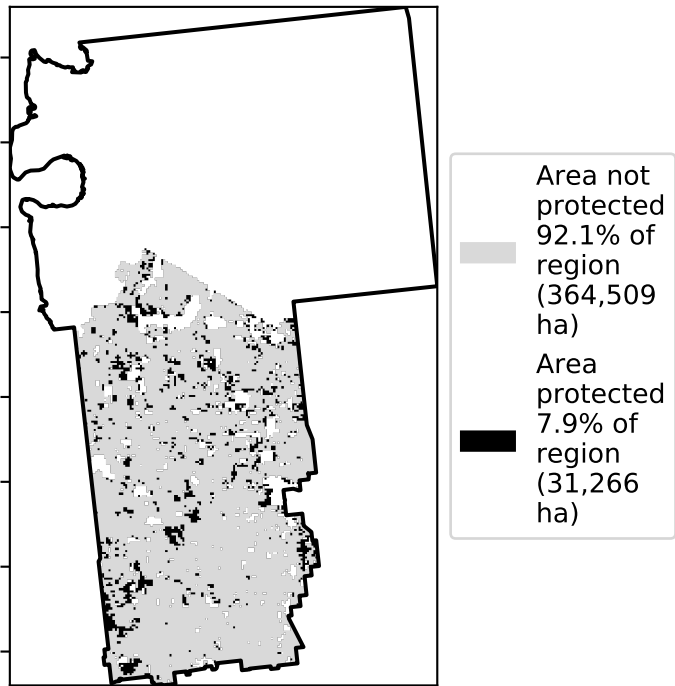 Area not
protected
92.1% of
region
(364,509
ha)
Area
protected
7.9% of
region
(31,266
ha)